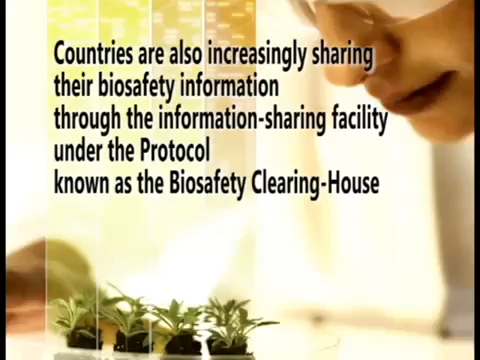 Countries are also increasingly sharing
their biosafety information
through the information-sharing facility
under the Protocol
known as the Biosafety Clearing-House